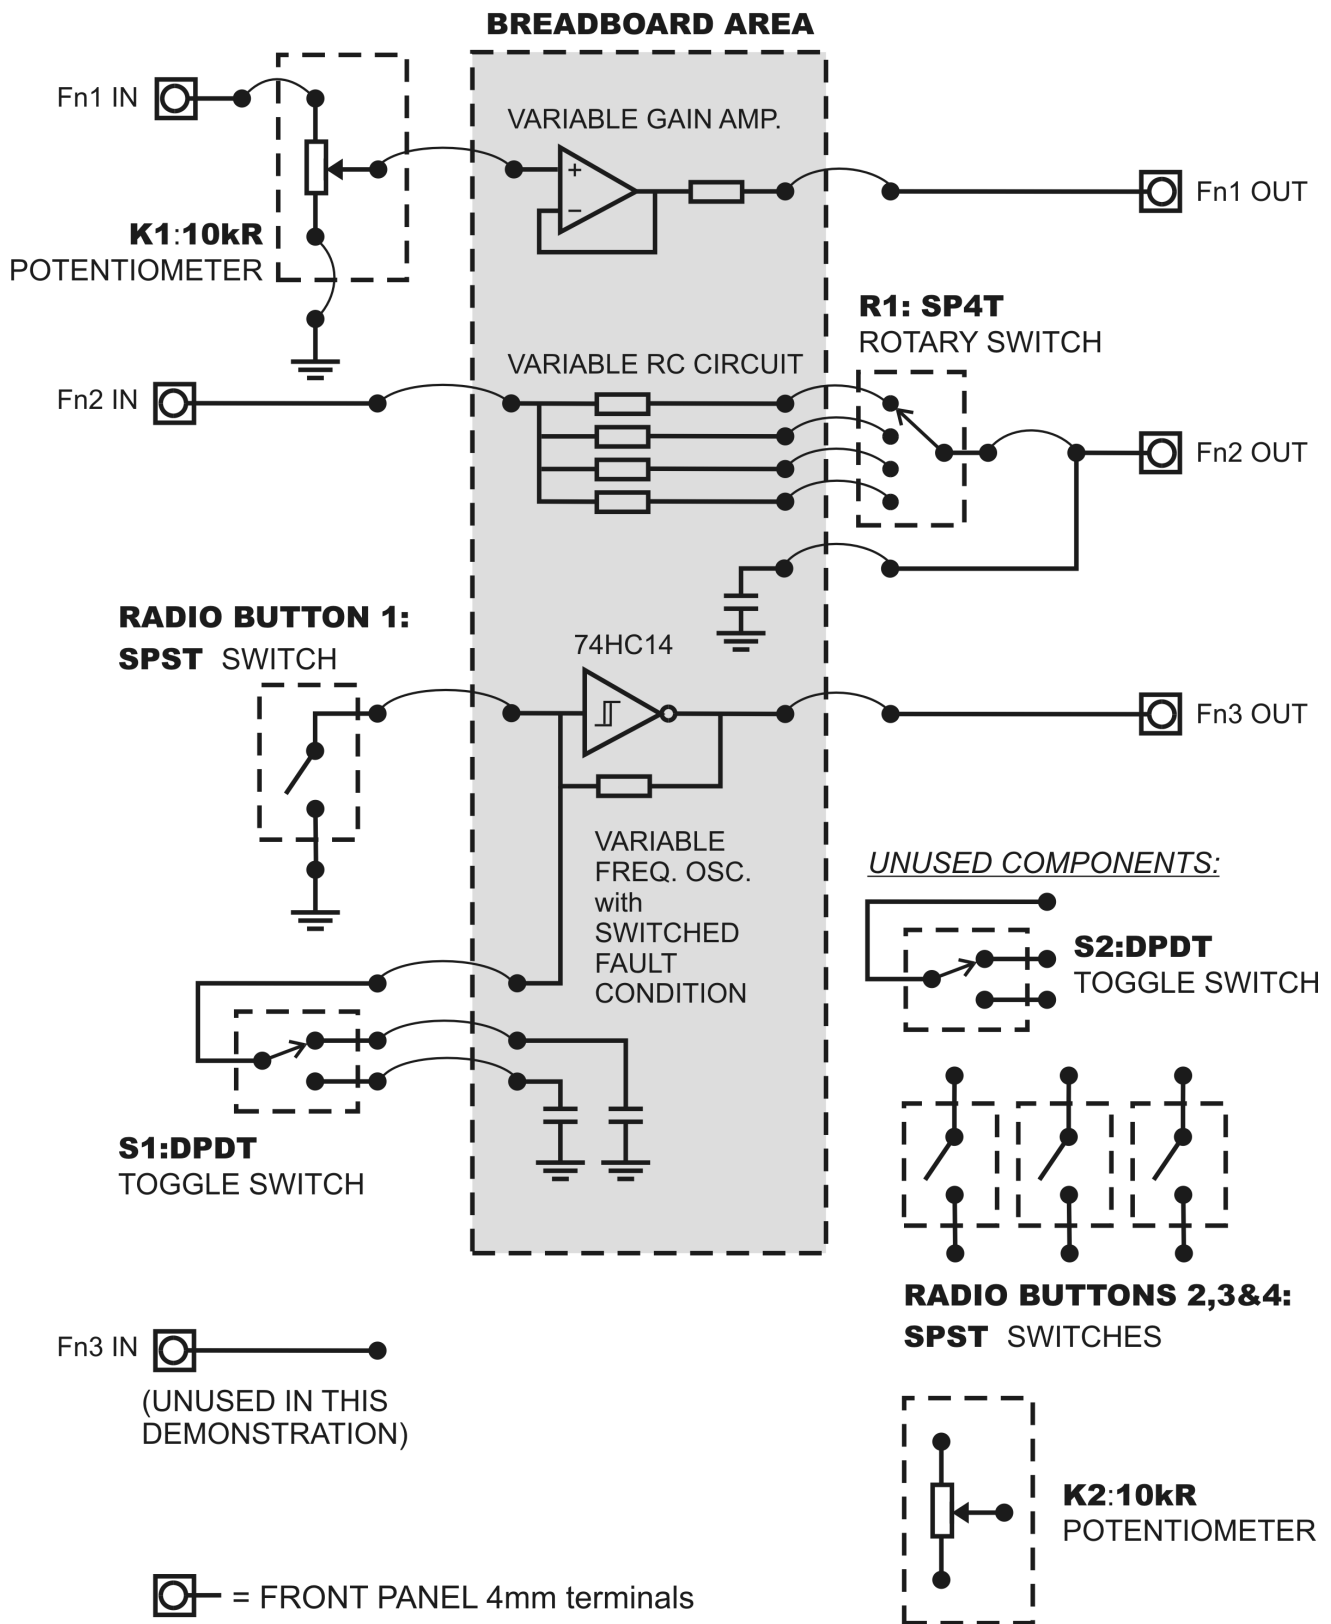 BREADBOARD AREA
Fn1 IN
VARIABLE GAIN AMP.
+
−
Fn1 OUT
K1:10kR
POTENTIOMETER
R1: SP4T
ROTARY SWITCH
VARIABLE RC CIRCUIT
Fn2 IN
Fn2 OUT
RADIO BUTTON 1:
SPST SWITCH
74HC14
Fn3 OUT
VARIABLE
FREQ. OSC.
with
SWITCHED
FAULT
CONDITION
UNUSED COMPONENTS:
S2:DPDT
TOGGLE SWITCH
S1:DPDT
TOGGLE SWITCH
RADIO BUTTONS 2,3&4:
SPST SWITCHES
Fn3 IN
(UNUSED IN THIS
DEMONSTRATION)
K2:10kR
POTENTIOMETER
= FRONT PANEL 4mm terminals